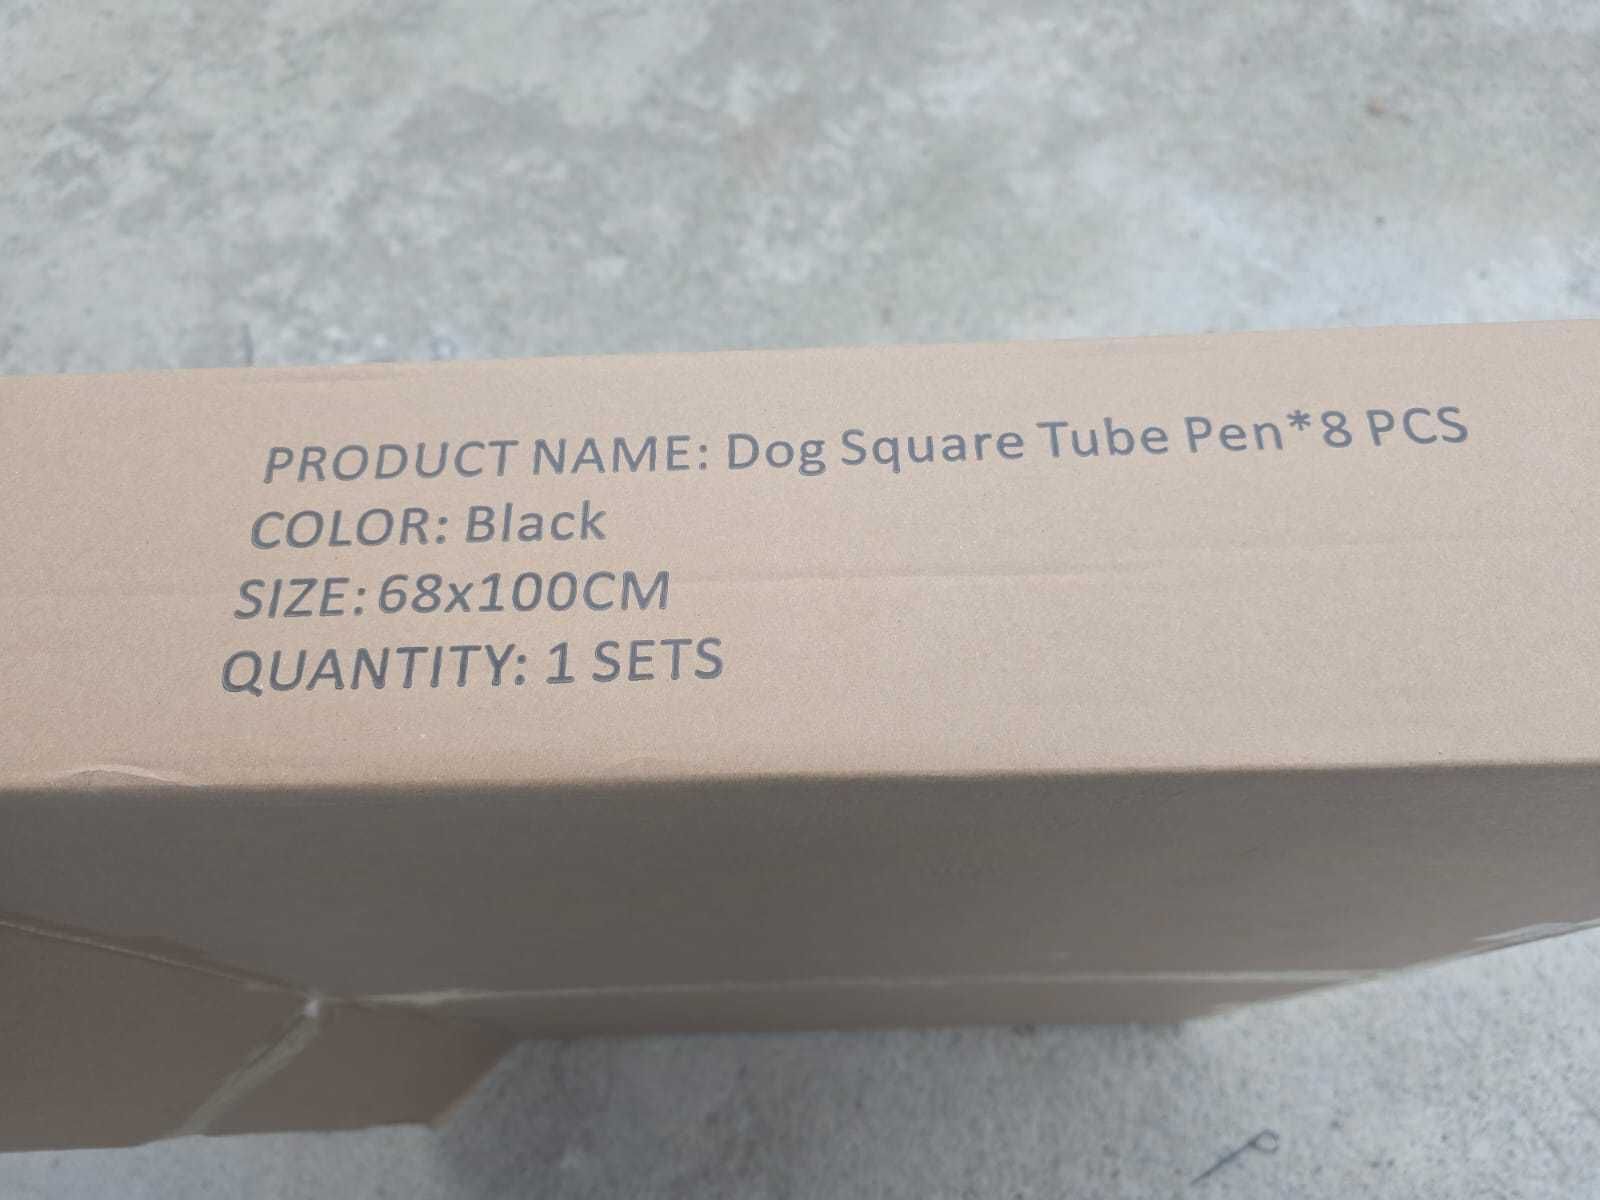 PRODUCT NAME: Dog Square Tube Pen*8 PCS
COLOR: Black
SIZE: 68x100CM
QUANTITY: 1 SETS